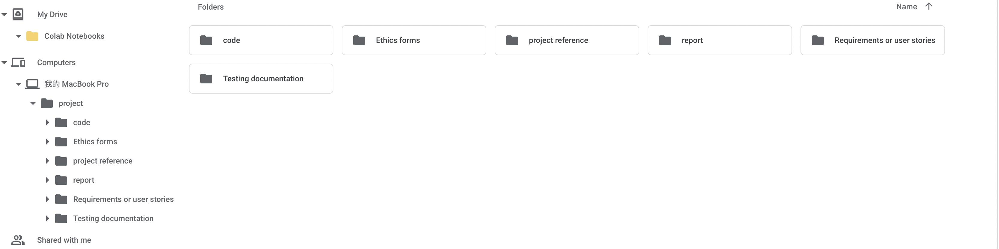 My Drive
Colab Notebooks
Computers
我的 MacBook Pro
project
code
Ethics forms
project reference
report
Requirements or user stories
Testing documentation
Shared with me
Folders
Name
code
Ethics forms
project reference
report
Requirements or user stories
Testing documentation